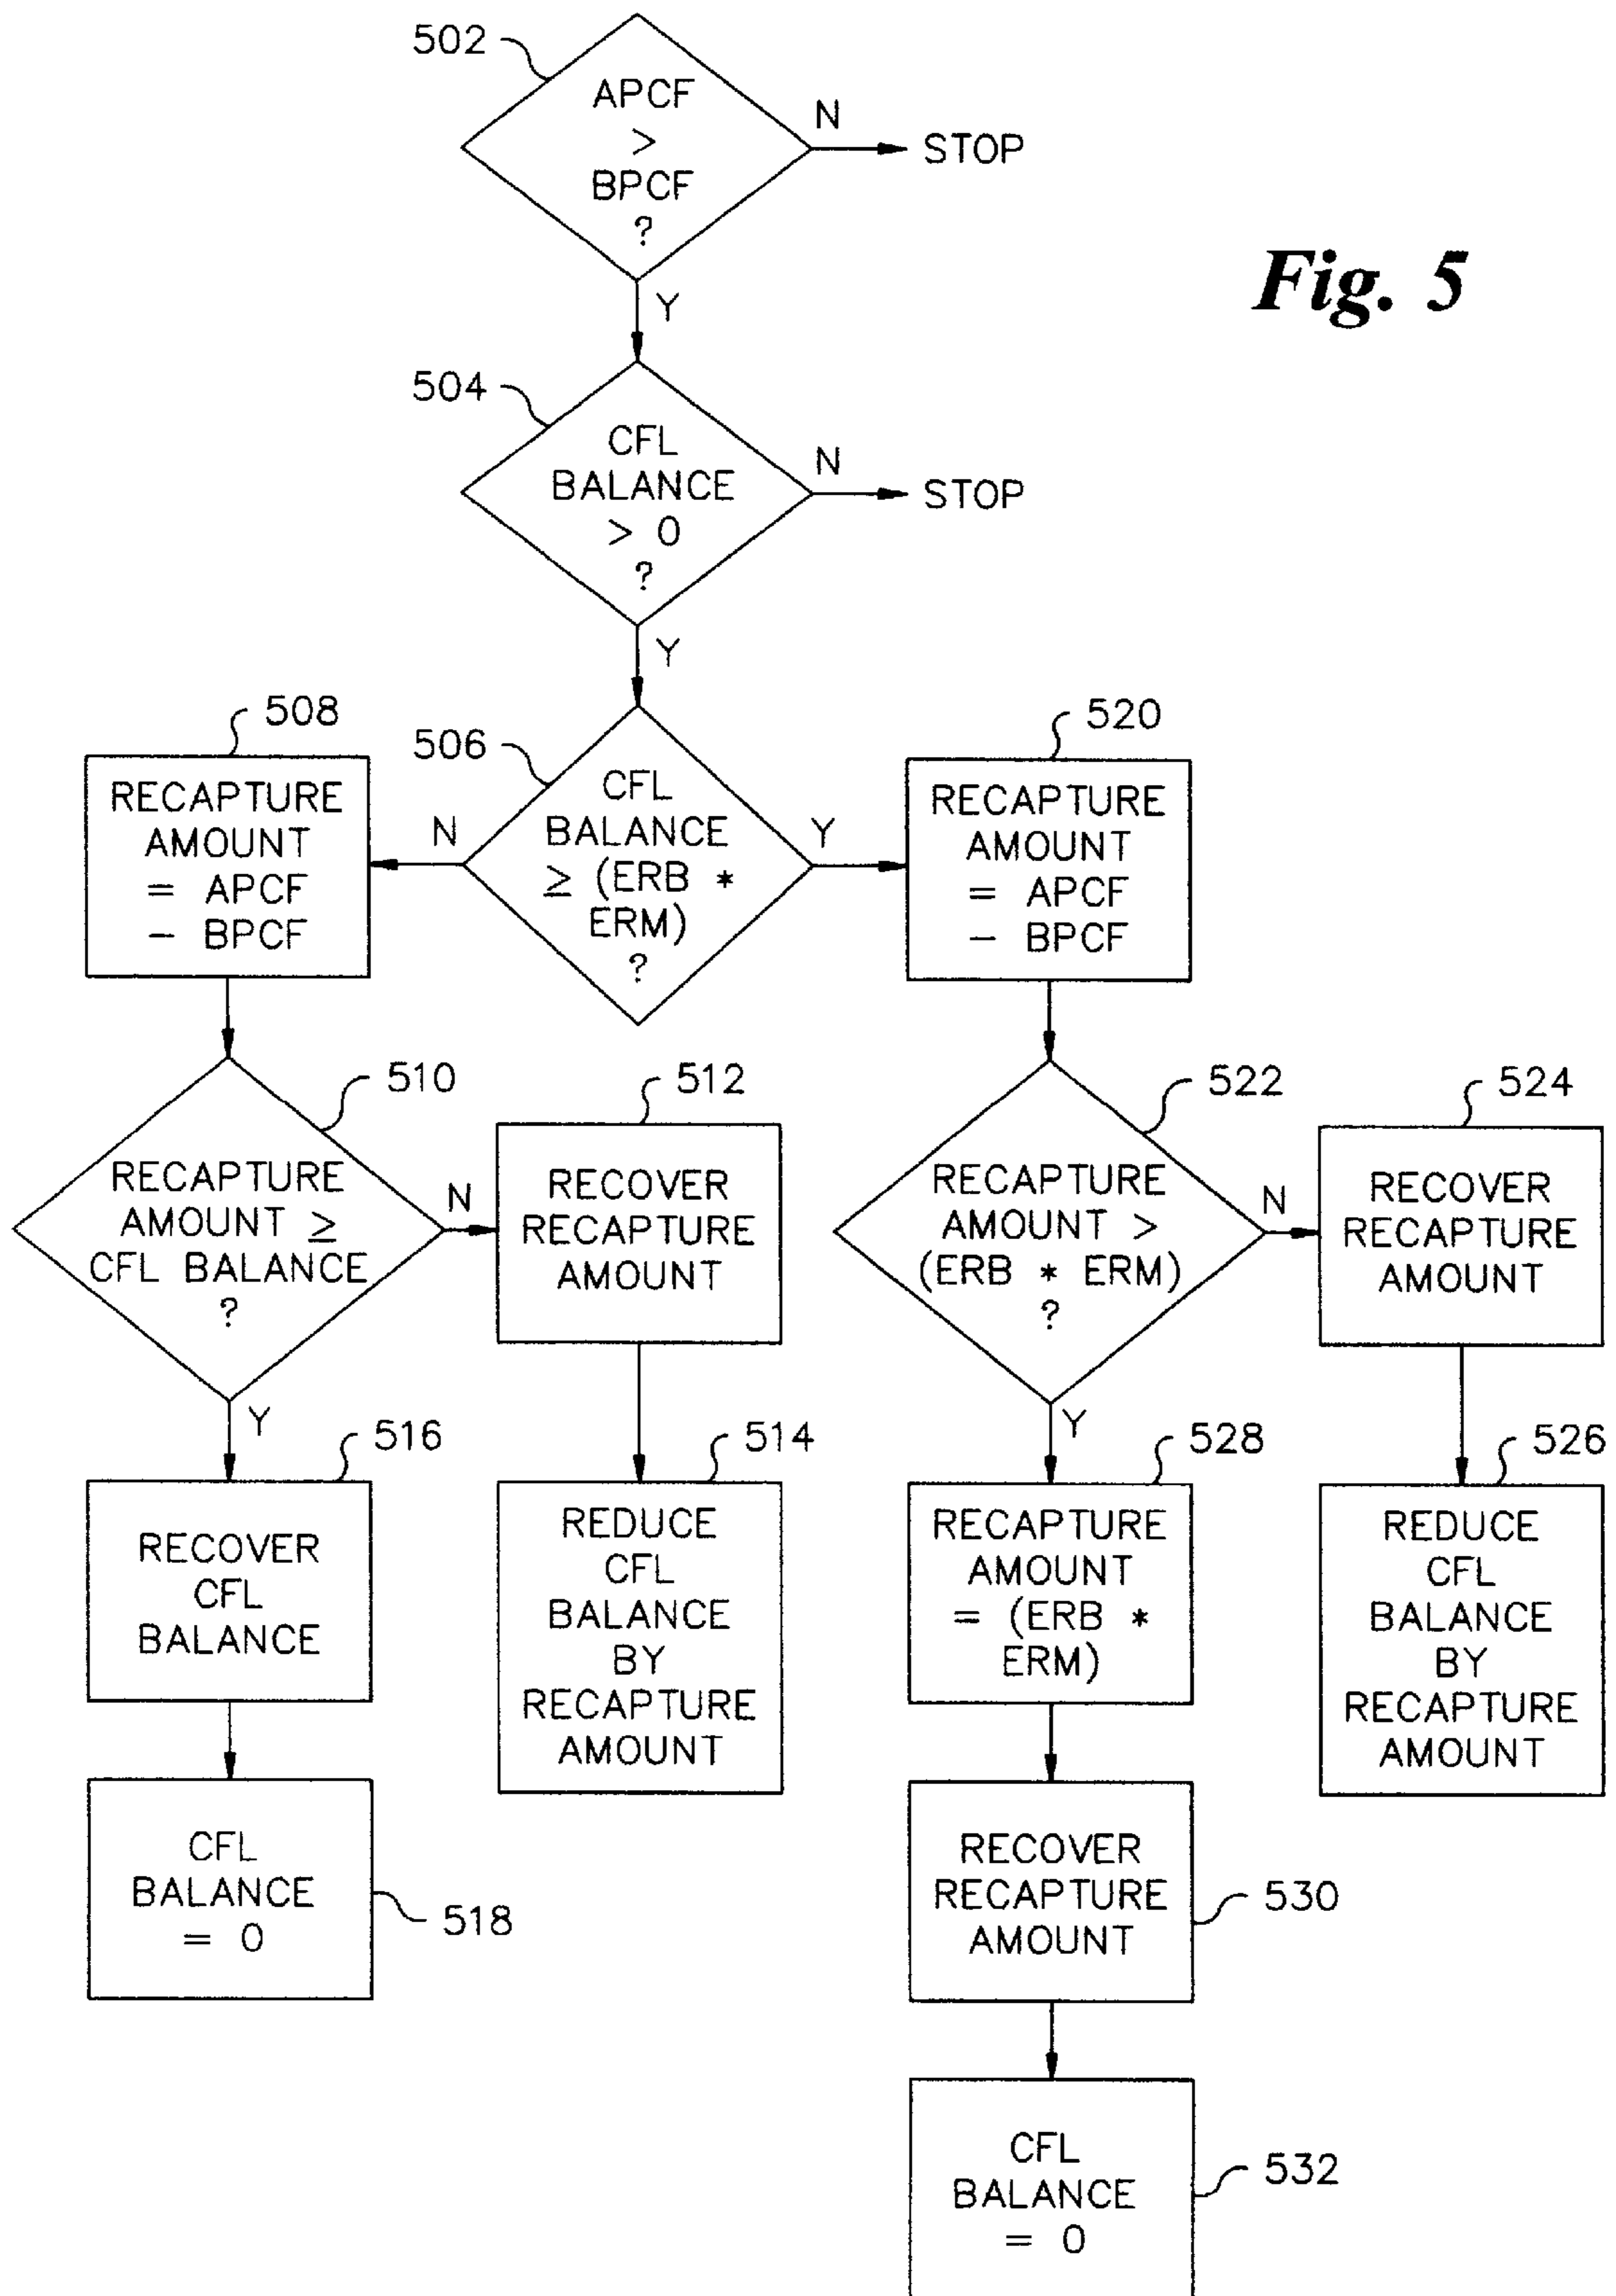 502
APCF
>
BPCF
?
N
STOP
Y
Fig. 5
504
CFL
BALANCE
> 0
?
N
STOP
Y
508
RECAPTURE
AMOUNT
= APCF
- BPCF
506
CFL
BALANCE
≥ (ERB *
ERM)
?
N
Y
520
RECAPTURE
AMOUNT
= APCF
- BPCF
510
RECAPTURE
AMOUNT ≥
CFL BALANCE
?
N
Y
512
RECOVER
RECAPTURE
AMOUNT
522
RECAPTURE
AMOUNT >
(ERB * ERM)
?
N
Y
524
RECOVER
RECAPTURE
AMOUNT
516
RECOVER
CFL
BALANCE
514
REDUCE
CFL
BALANCE
BY
RECAPTURE
AMOUNT
528
RECAPTURE
AMOUNT
= (ERB *
ERM)
526
REDUCE
CFL
BALANCE
BY
RECAPTURE
AMOUNT
CFL
BALANCE
= 0
518
RECOVER
RECAPTURE
AMOUNT
530
CFL
BALANCE
= 0
532